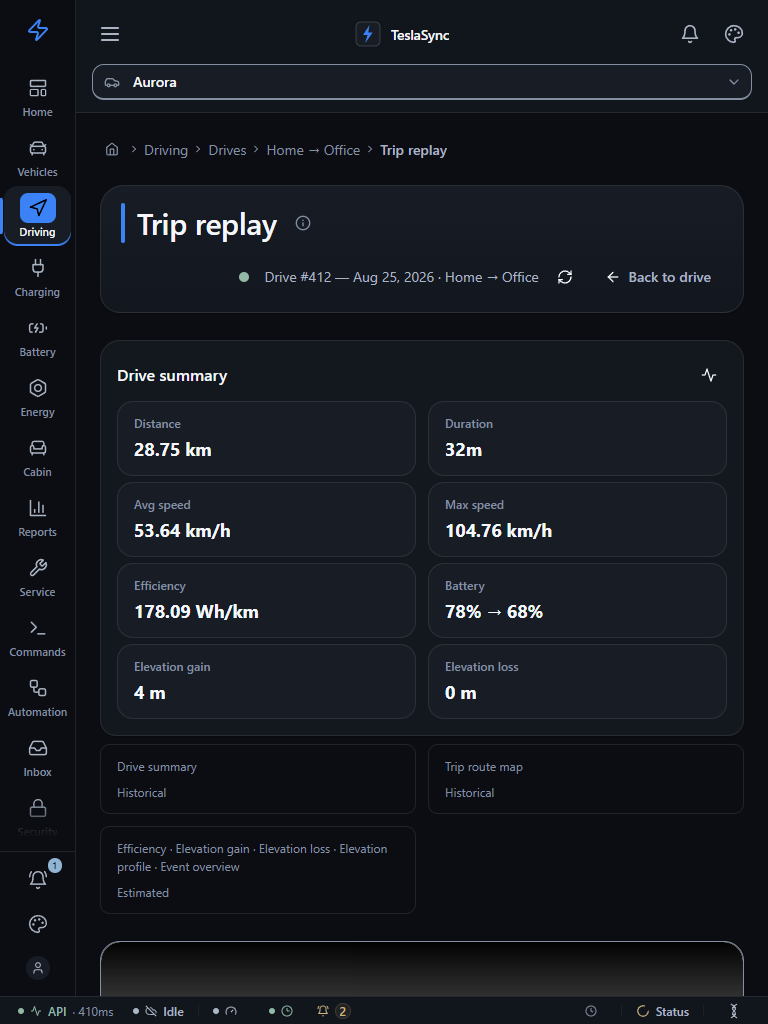 TeslaSync
Aurora
Home
Vehicles
Driving
Charging
Battery
Energy
Cabin
Reports
Service
Commands
Automation
Inbox
Security
1
Driving
Drives
Home → Office
Trip replay
Trip replay
Drive #412 — Aug 25, 2026 · Home → Office
Back to drive
Drive summary
Distance
28.75 km
Duration
32m
Avg speed
53.64 km/h
Max speed
104.76 km/h
Efficiency
178.09 Wh/km
Battery
78% → 68%
Elevation gain
4 m
Elevation loss
0 m
Drive summary
Historical
Trip route map
Historical
Efficiency · Elevation gain · Elevation loss · Elevation
profile · Event overview
Estimated
API · 410ms
Idle
2
Status